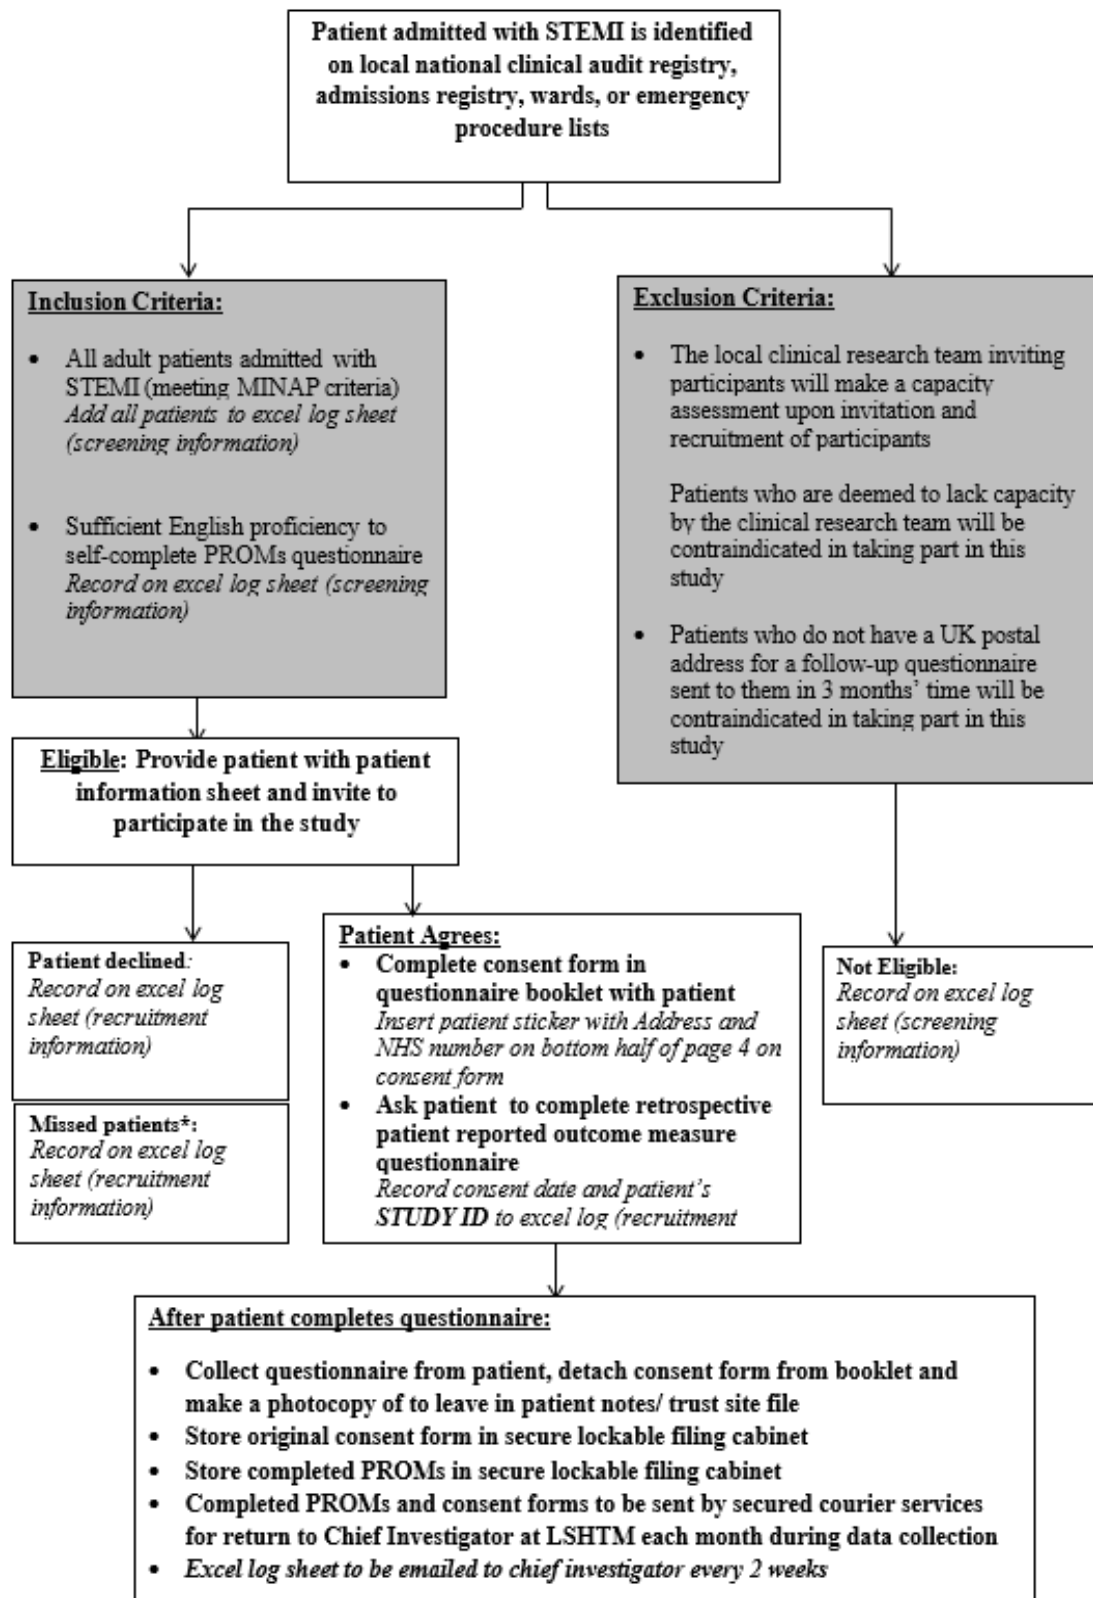 Patient admitted with STEMI is identified
on local national clinical audit registry,
admissions registry, wards, or emergency
procedure lists
Inclusion Criteria:
• All adult patients admitted with
STEMI (meeting MINAP criteria)
Add all patients to excel log sheet
(screening information)
• Sufficient English proficiency to
self-complete PROMs questionnaire
Record on excel log sheet (screening
information)
Exclusion Criteria:
• The local clinical research team inviting
participants will make a capacity
assessment upon invitation and
recruitment of participants
Patients who are deemed to lack capacity
by the clinical research team will be
contraindicated in taking part in this
study
• Patients who do not have a UK postal
address for a follow-up questionnaire
sent to them in 3 months' time will be
contraindicated in taking part in this
study
Eligible: Provide patient with patient
information sheet and invite to
participate in the study
Patient declined:
Record on excel log
sheet (recruitment
information)
Missed patients*:
Record on excel log
sheet (recruitment
information)
Patient Agrees:
• Complete consent form in
questionnaire booklet with patient
Insert patient sticker with Address and
NHS number on bottom half of page 4 on
consent form
• Ask patient to complete retrospective
patient reported outcome measure
questionnaire
Record consent date and patient's
STUDY ID to excel log (recruitment
Not Eligible:
Record on excel log
sheet (screening
information)
After patient completes questionnaire:
• Collect questionnaire from patient, detach consent form from booklet and
make a photocopy of to leave in patient notes/ trust site file
• Store original consent form in secure lockable filing cabinet
• Store completed PROMs in secure lockable filing cabinet
• Completed PROMs and consent forms to be sent by secured courier services
for return to Chief Investigator at LSHTM each month during data collection
• Excel log sheet to be emailed to chief investigator every 2 weeks